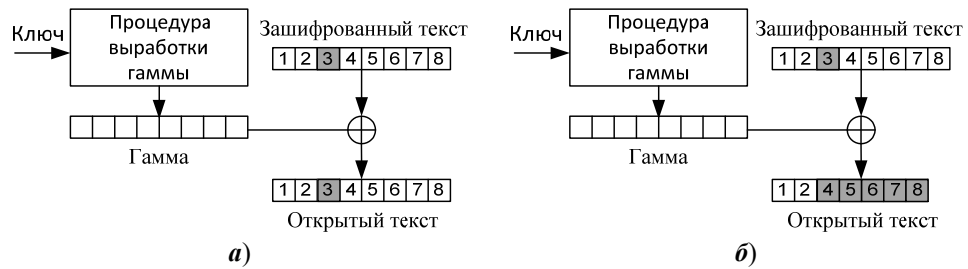 Ключ
Процедура
выработки
гаммы
Зашифрованный текст
1 2 3 4 5 6 7 8
Гамма
1 2 3 4 5 6 7 8
Открытый текст
а)
Ключ
Процедура
выработки
гаммы
Зашифрованный текст
1 2 3 4 5 6 7 8
Гамма
1 2 4 5 6 7 8
Открытый текст
б)